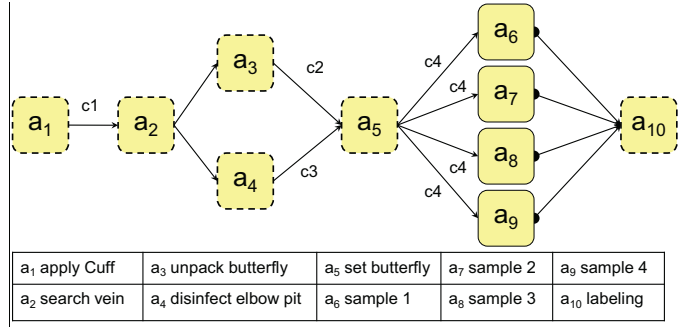 a6
c4
a3
c2
c4
a7
c1
a1
a2
a5
a10
c4
a8
a4
c3
c4
a9
a1 apply Cuff a3 unpack butterfly a5 set butterfly a7 sample 2 a9 sample 4
a2 search vein a4 disinfect elbow pit a6 sample 1 a8 sample 3 a10 labeling